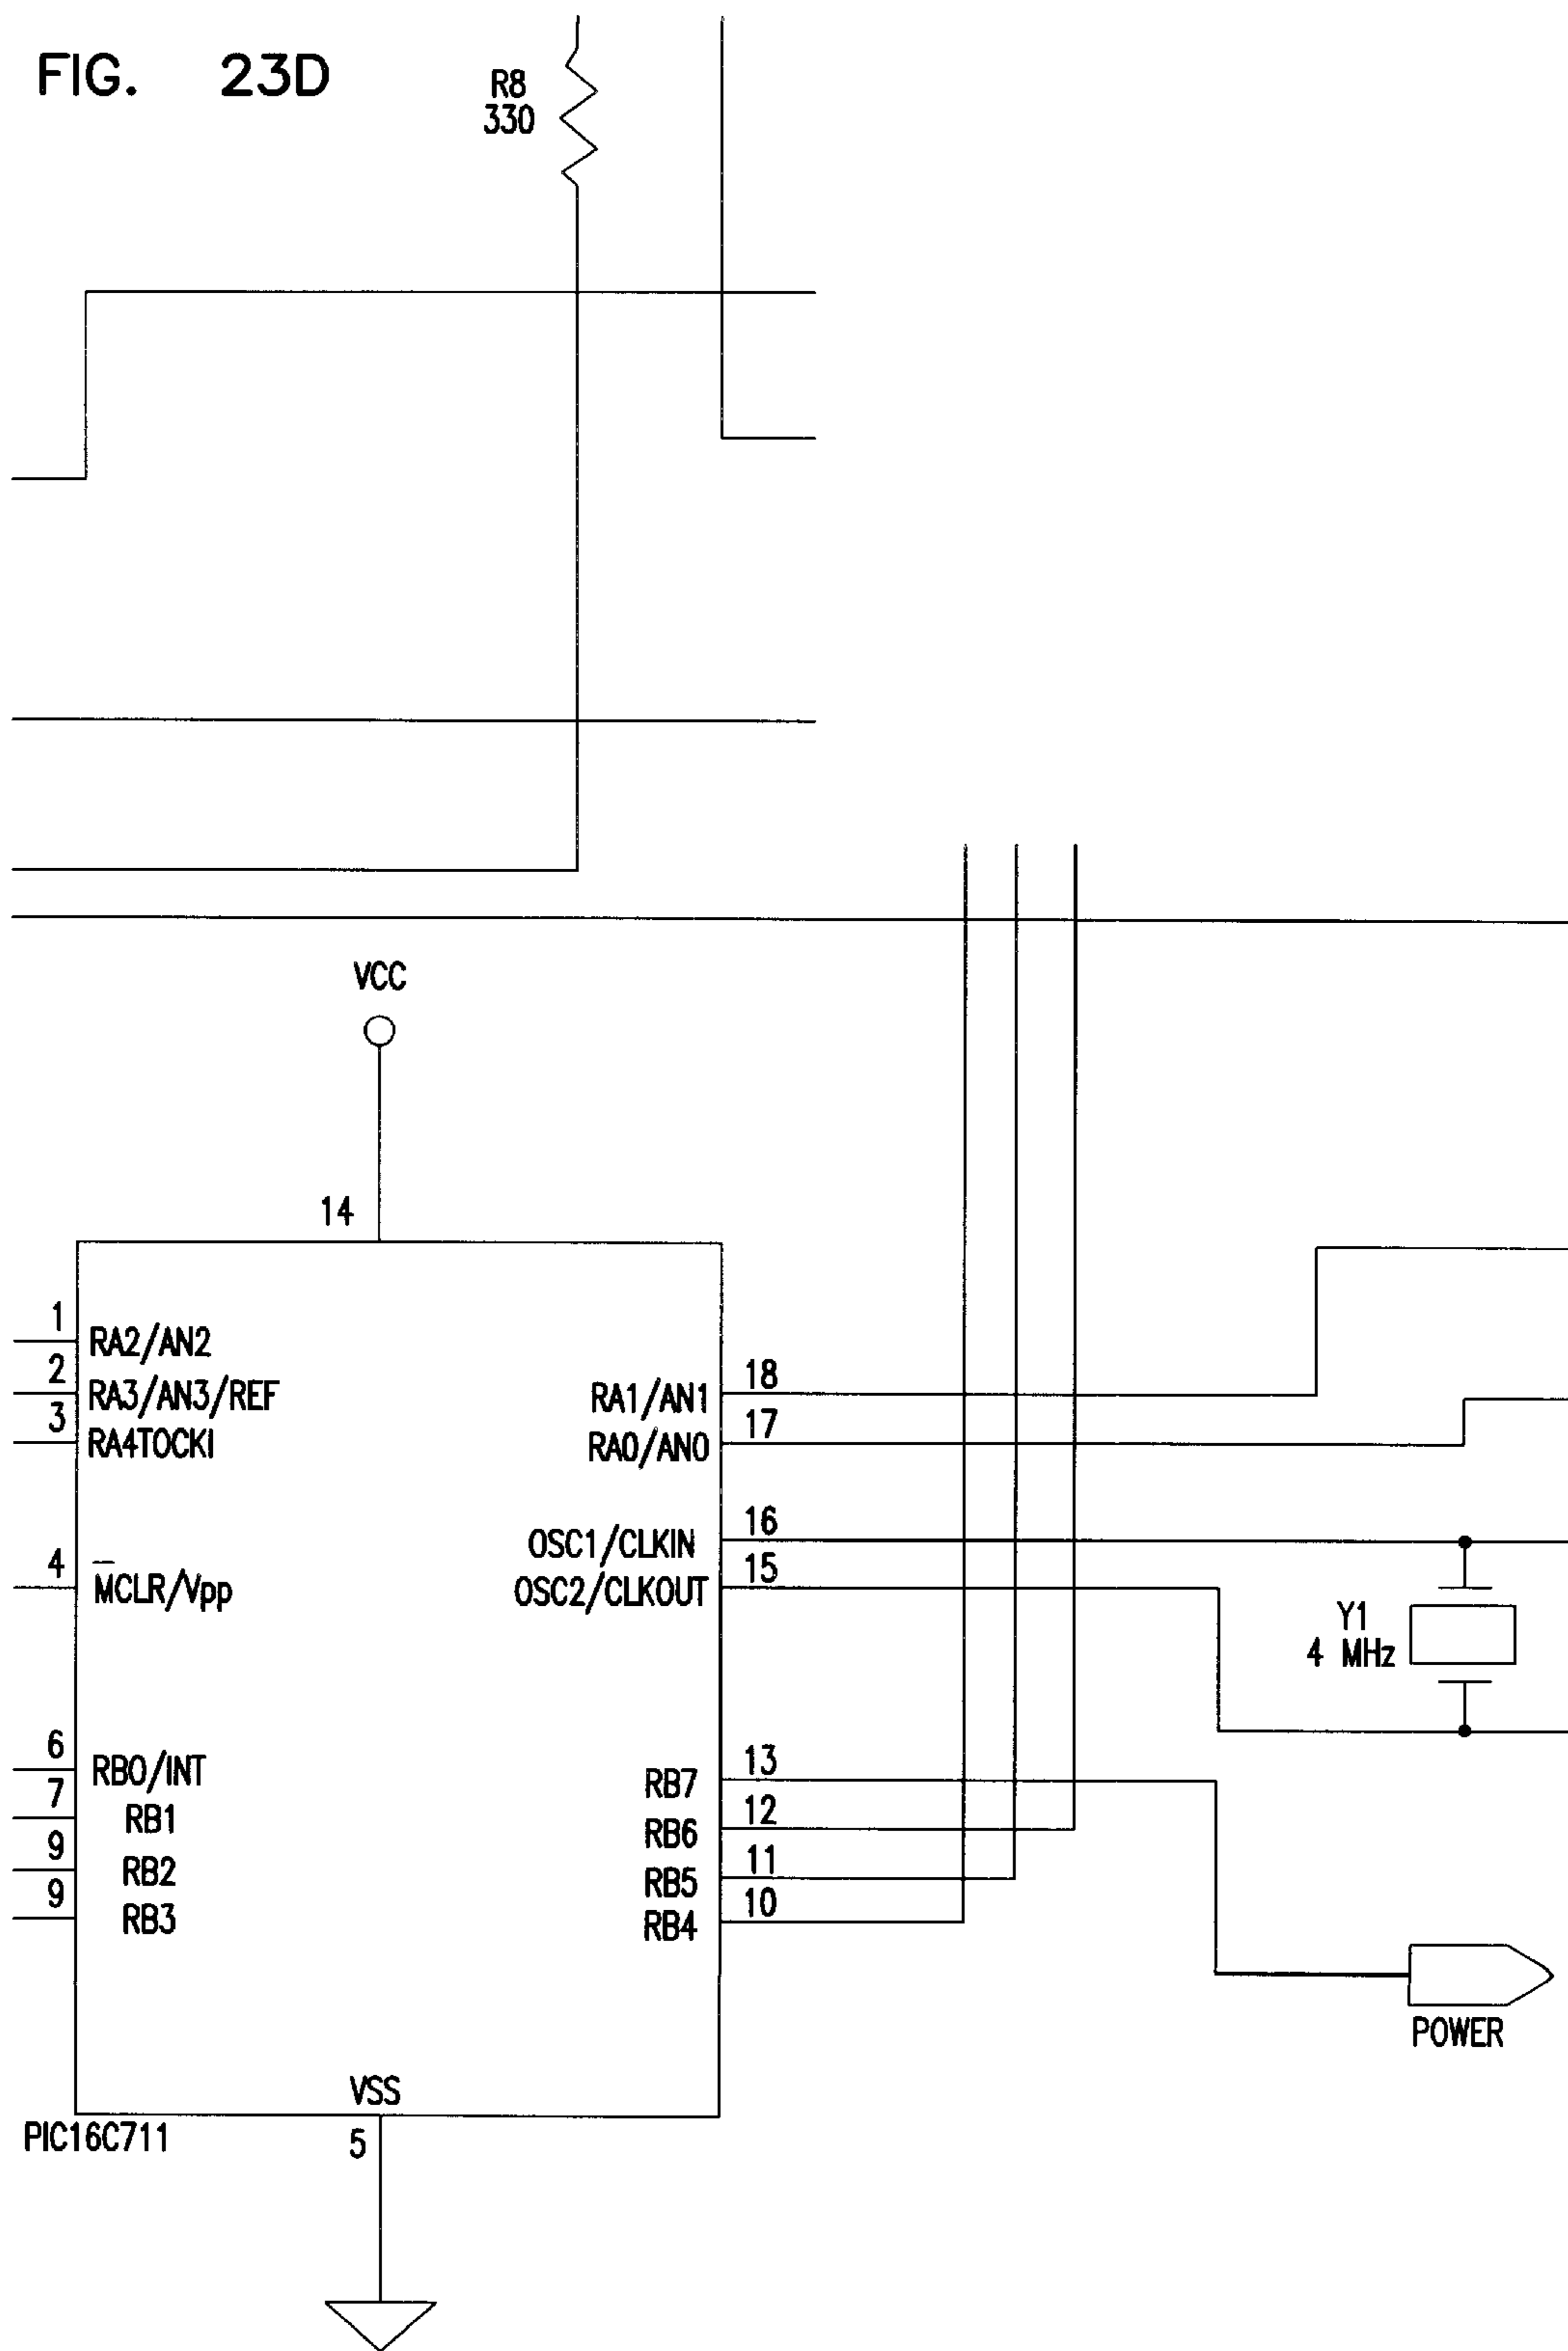 FIG. 23D
R8
330
VCC
14
1
RA2/AN2
2
RA3/AN3/REF
3
RA4TOCKI
4
MCLR/Vpp
6
RB0/INT
7
RB1
9
RB2
9
RB3
RA1/AN1
18
RA0/AN0
17
OSC1/CLKIN
16
OSC2/CLKOUT
15
RB7
13
RB6
12
RB5
11
RB4
10
Y1
4 MHz
POWER
VSS
5
PIC16C711